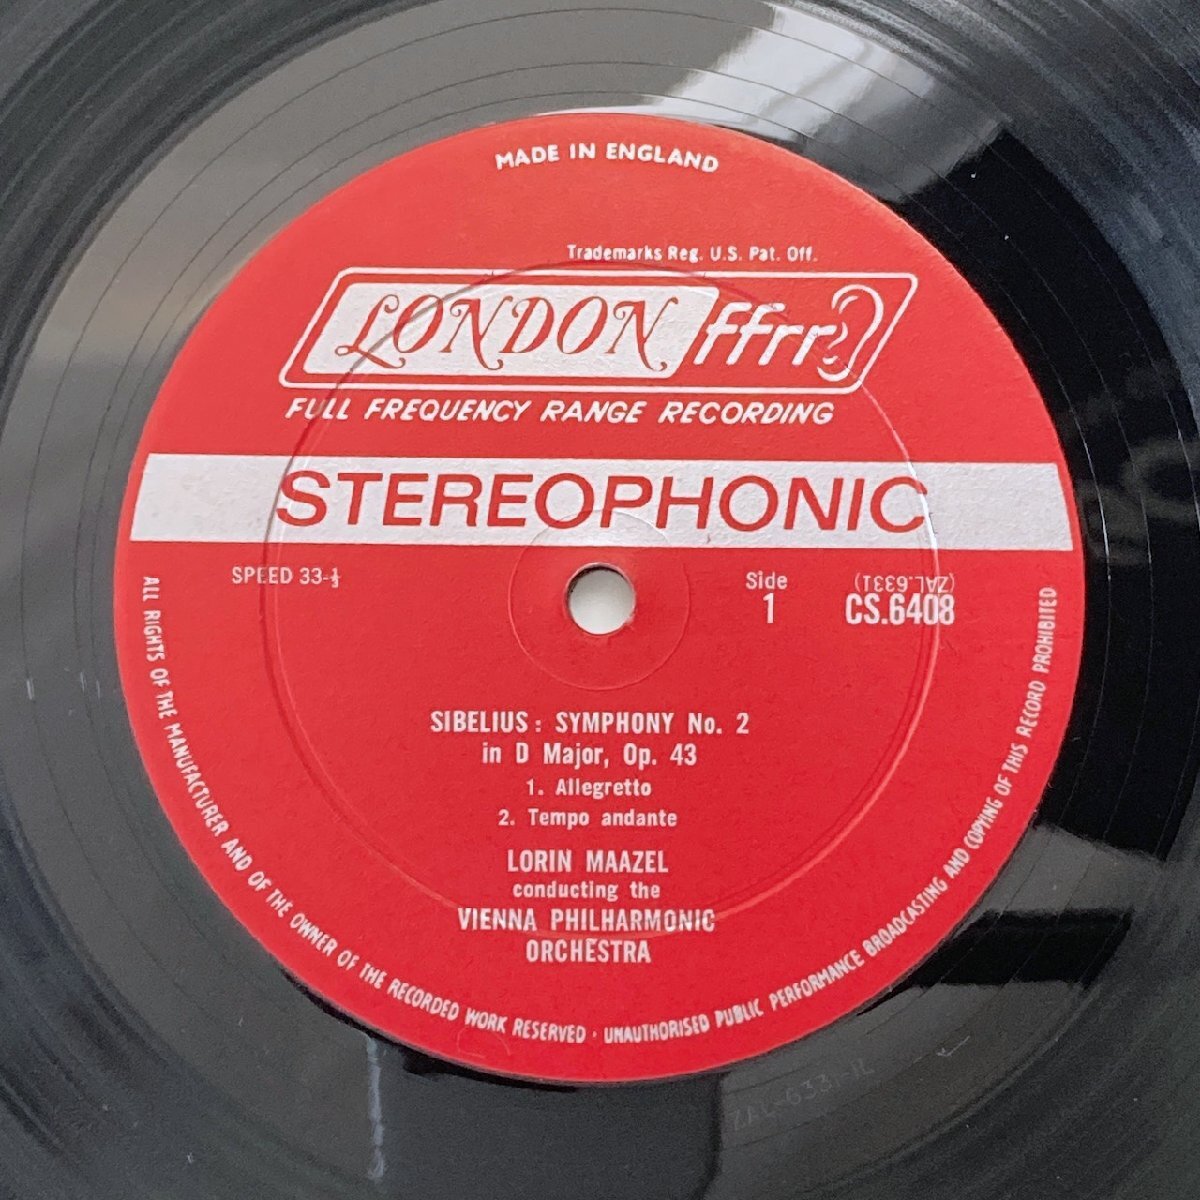 MADE IN ENGLAND
Trademarks Reg. U.S. Pat. Off.
LONDON ffrr
FULL FREQUENCY RANGE RECORDING
STEREOPHONIC
SPEED 33-⅓
Side
1
(ZAL.6331)
CS.6408
SIBELIUS: SYMPHONY No. 2
in D Major, Op. 43
1. Allegretto
2. Tempo andante
LORIN MAAZEL
conducting the
VIENNA PHILHARMONIC
ORCHESTRA
ALL RIGHTS OF THE MANUFACTURER AND OF THE OWNER OF THE RECORDED WORK RESERVED · UNAUTHORISED PUBLIC PERFORMANCE BROADCASTING AND COPYING OF THIS RECORD PROHIBITED